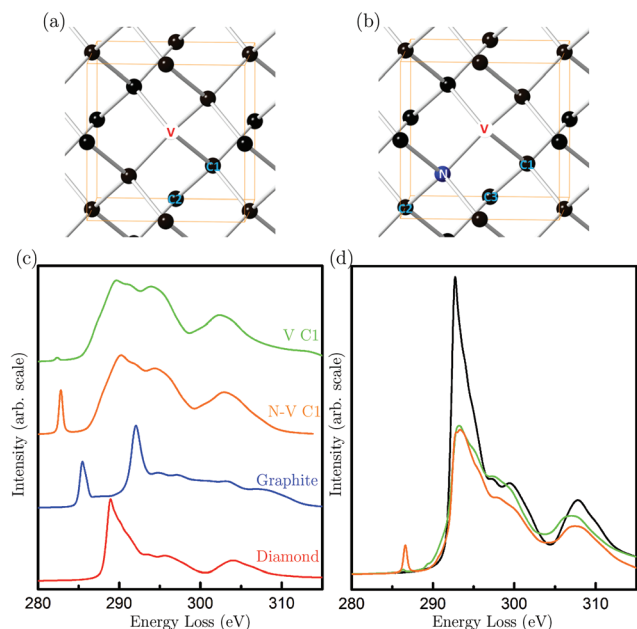 (a)
(b)
V
C1
C2
V
N
C1
C2
C3
(c)
(d)
V C1
N-V C1
Graphite
Diamond
Intensity (arb. scale)
280 290 300 310
Energy Loss (eV)
Intensity (arb. scale)
280 290 300 310
Energy Loss (eV)